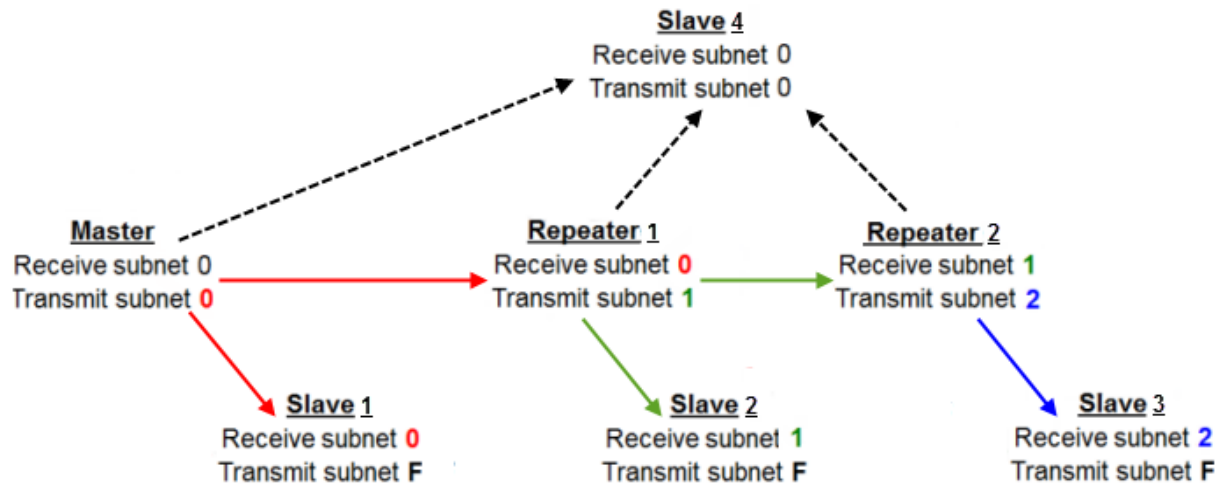 Slave 4
Receive subnet 0
Transmit subnet 0
Master
Receive subnet 0
Transmit subnet 0
Repeater 1
Receive subnet 0
Transmit subnet 1
Repeater 2
Receive subnet 1
Transmit subnet 2
Slave 1
Receive subnet 0
Transmit subnet F
Slave 2
Receive subnet 1
Transmit subnet F
Slave 3
Receive subnet 2
Transmit subnet F